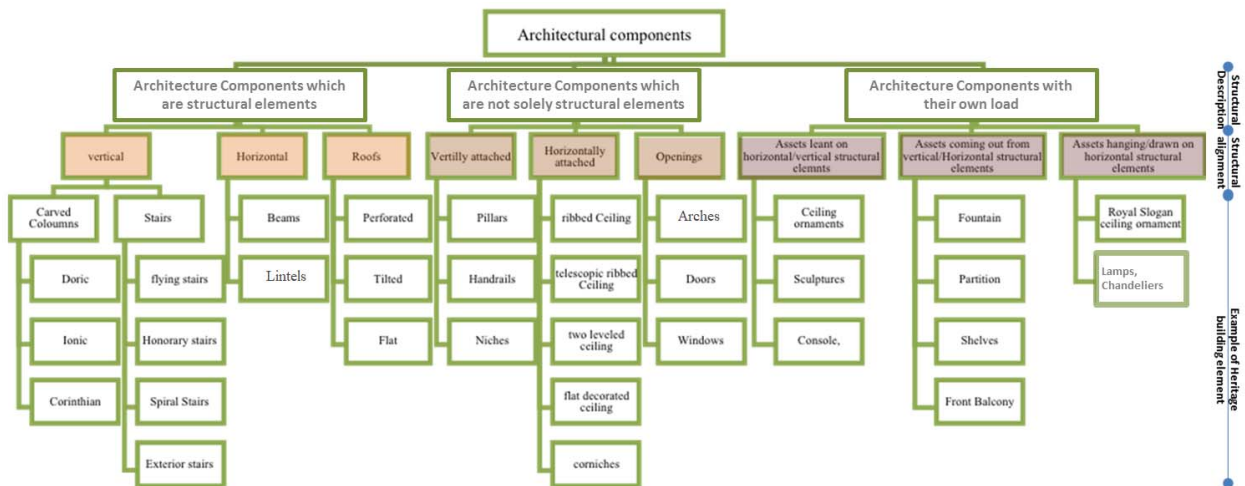 Architectural components
Architecture Components which
are structural elements
Architecture Components which
are not solely structural elements
Architecture Components with
their own load
Structural
Description
vertical
Horizontal
Roofs
Vertilly attached
Horizontally
attached
Openings
Assets leant on
horizontal/vertical structural
elemnts
Assets coming out from
vertical/Horizontal structural
elements
Assets hanging/drawn on
horizontal structural
elements
Structural
alignment
Carved
Coloumns
Stairs
Beams
Perforated
Pillars
ribbed Ceiling
Arches
Ceiling
ornaments
Fountain
Royal Slogan
ceiling ornament
Doric
flying stairs
Lintels
Tilted
Handrails
telescopic ribbed
Ceiling
Doors
Sculptures
Partition
Lamps,
Chandeliers
Ionic
Honorary stairs
Flat
Niches
two leveled
ceiling
Windows
Console,
Shelves
Corinthian
Spiral Stairs
flat decorated
ceiling
Front Balcony
Exterior stairs
corniches
Example of Heritage
building element